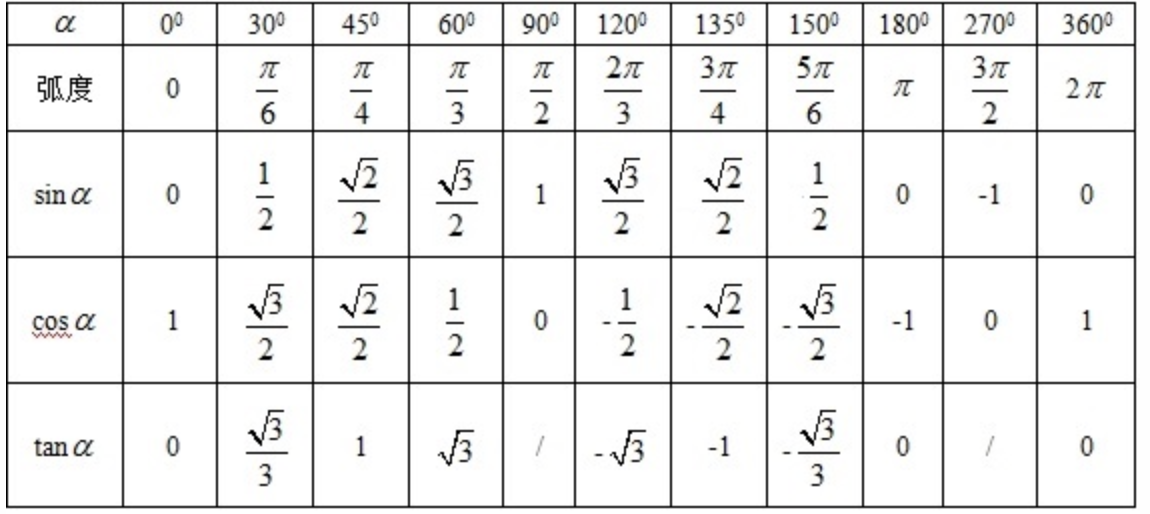 α 0⁰ 30⁰ 45⁰ 60⁰ 90⁰ 120⁰ 135⁰ 150⁰ 180⁰ 270⁰ 360⁰
弧度 0 π/6 π/4 π/3 π/2 2π/3 3π/4 5π/6 π 3π/2 2π
sin α 0 1/2 √2/2 √3/2 1 √3/2 √2/2 1/2 0 -1 0
cos α 1 √3/2 √2/2 1/2 0 -1/2 -√2/2 -√3/2 -1 0 1
tan α 0 √3/3 1 √3 / -√3 -1 -√3/3 0 / 0